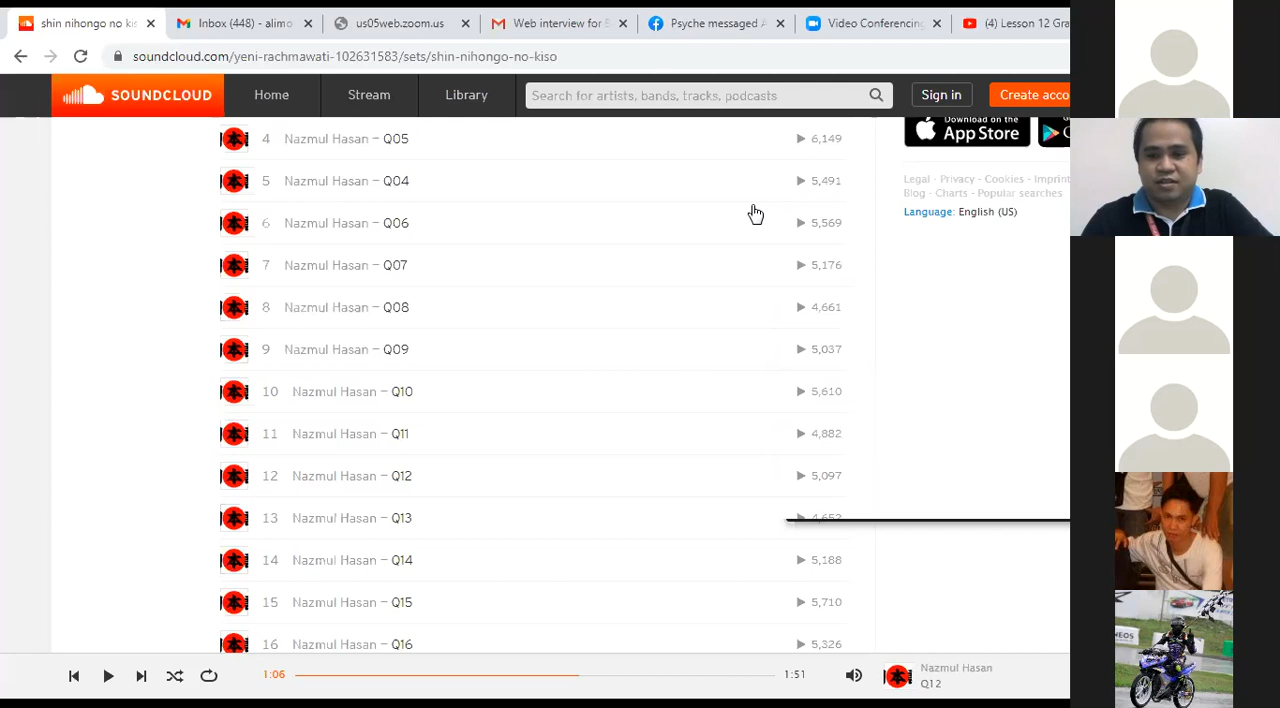 shin nihongo no kis
Inbox (448) - alimo
us05web.zoom.us
Web interview for S
Psyche messaged
Video Conferencing
(4) Lesson 12 Gra
soundcloud.com/yeni-rachmawati-102631583/sets/shin-nihongo-no-kiso
SOUNDCLOUD
Home
Stream
Library
Search for artists, bands, tracks, podcasts
Sign in
Create acco
4 Nazmul Hasan – Q05 6,149
Download on the App Store
5 Nazmul Hasan – Q04 5,491
Legal - Privacy - Cookies - Imprint
Blog - Charts - Popular searches
Language: English (US)
6 Nazmul Hasan – Q06 5,569
7 Nazmul Hasan – Q07 5,176
8 Nazmul Hasan – Q08 4,661
9 Nazmul Hasan – Q09 5,037
10 Nazmul Hasan – Q10 5,610
11 Nazmul Hasan – Q11 4,882
12 Nazmul Hasan – Q12 5,097
13 Nazmul Hasan – Q13 4,652
14 Nazmul Hasan – Q14 5,188
15 Nazmul Hasan – Q15 5,710
16 Nazmul Hasan – Q16 5,326
1:06
1:51
Nazmul Hasan
Q12